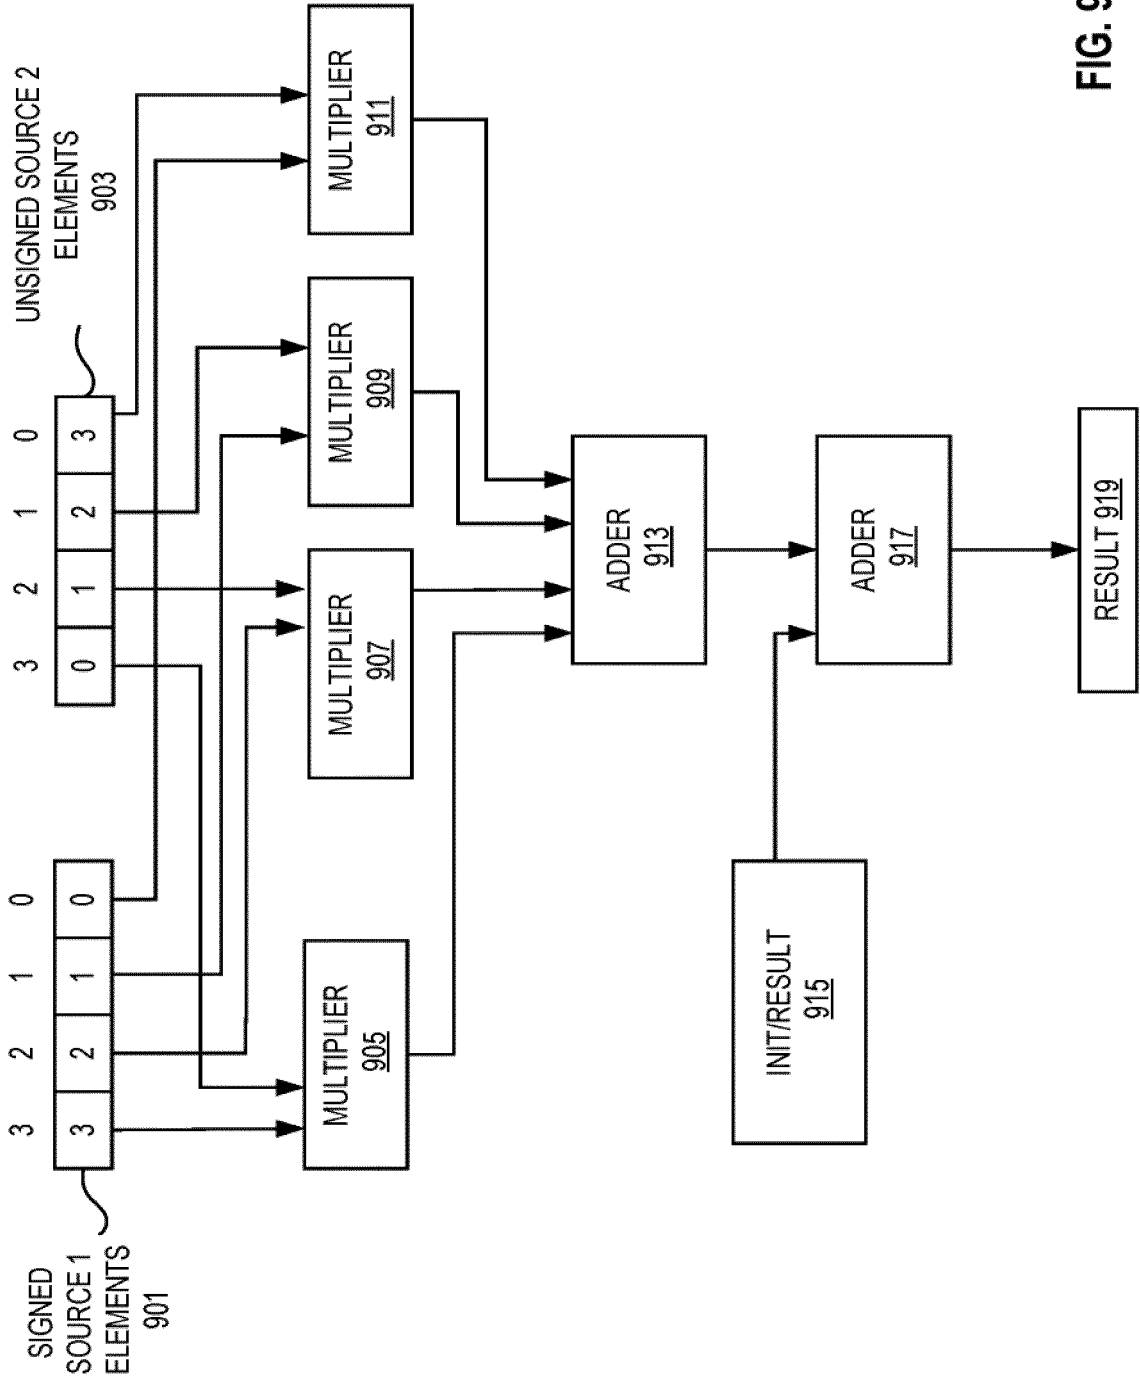 SIGNED
SOURCE 1
ELEMENTS
901
3 2 1 0
3 2 1 0
UNSIGNED SOURCE 2
ELEMENTS
903
3 2 1 0
0 1 2 3
MULTIPLIER
905
MULTIPLIER
907
MULTIPLIER
909
MULTIPLIER
911
ADDER
913
INIT/RESULT
915
ADDER
917
RESULT 919
FIG. 9